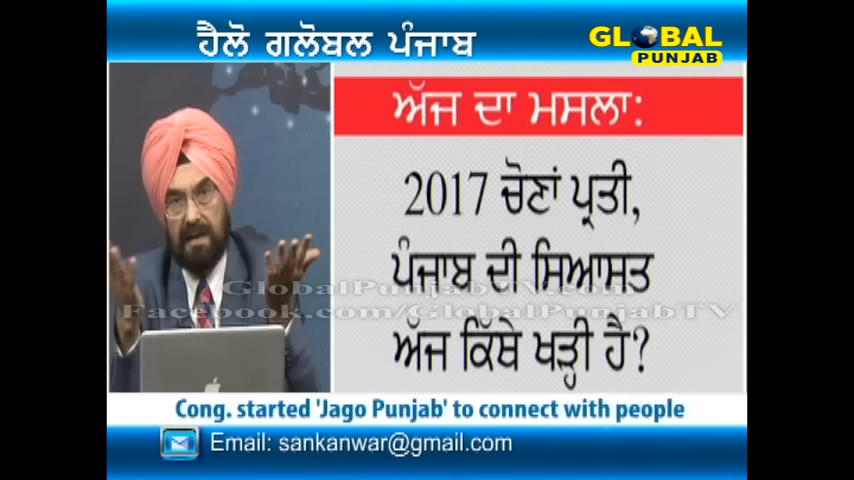 ਹੈਲੋ ਗਲੋਬਲ ਪੰਜਾਬ
GLOBAL
PUNJAB
ਅੱਜ ਦਾ ਮਸਲਾ:
2017 ਚੋਣਾਂ ਪ੍ਰਤੀ,
ਪੰਜਾਬ ਦੀ ਸਿਆਸਤ
ਅੱਜ ਕਿੱਥੇ ਖੜ੍ਹੀ ਹੈ?
GlobalPunjabTV.com
Facebook.com/GlobalPunjabTV
Cong. started 'Jago Punjab' to connect with people
Email: sankanwar@gmail.com